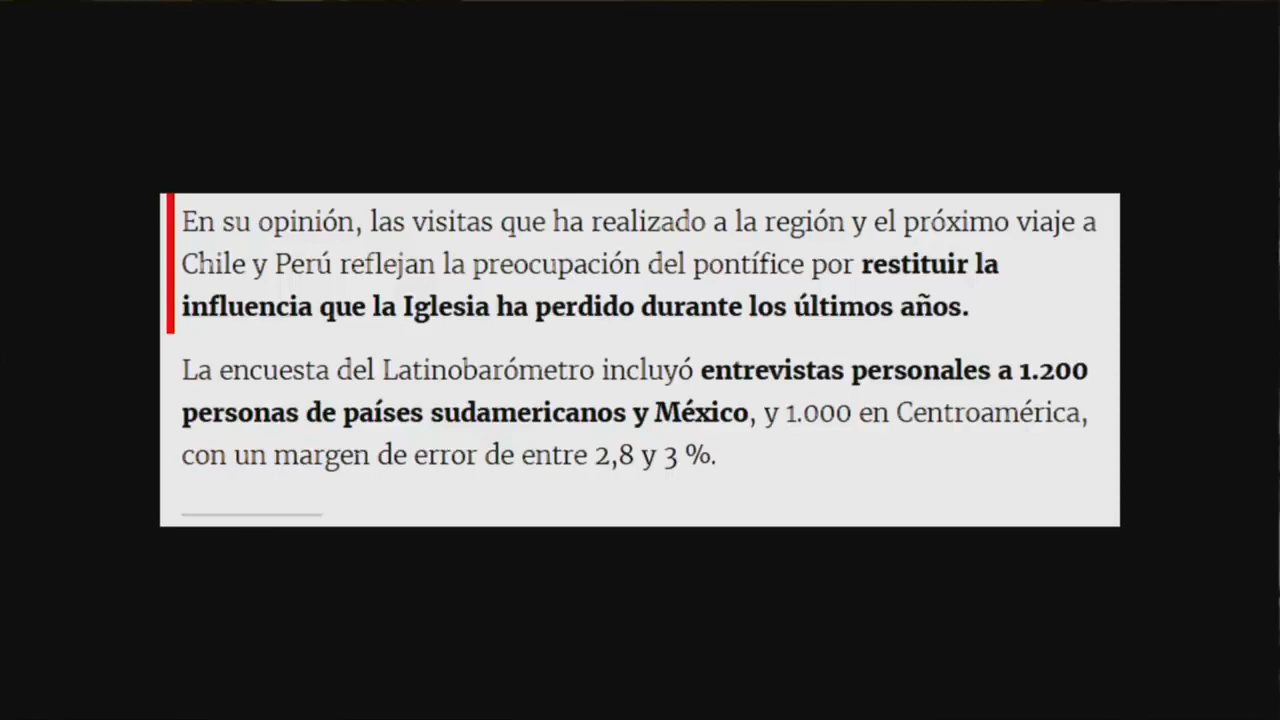 En su opinión, las visitas que ha realizado a la región y el próximo viaje a
Chile y Perú reflejan la preocupación del pontífice por restituir la
influencia que la Iglesia ha perdido durante los últimos años.
La encuesta del Latinobarómetro incluyó entrevistas personales a 1.200
personas de países sudamericanos y México, y 1.000 en Centroamérica,
con un margen de error de entre 2,8 y 3 %.